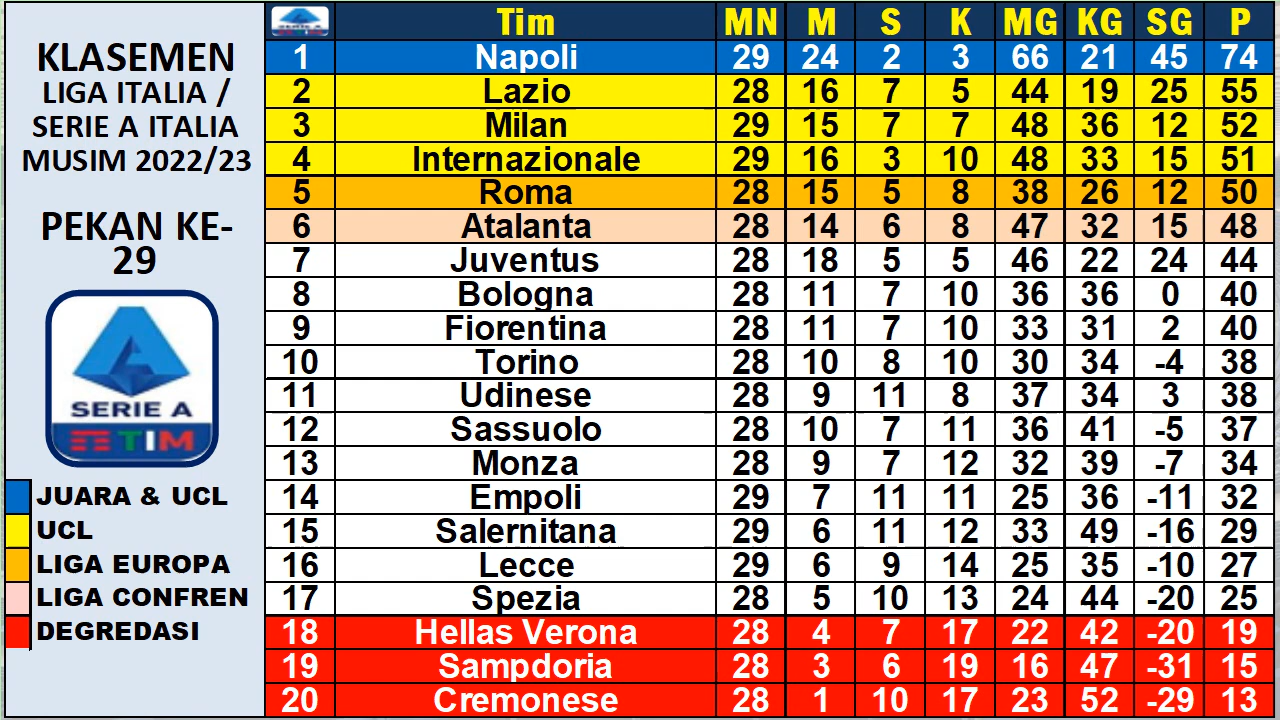 KLASEMEN
LIGA ITALIA /
SERIE A ITALIA
MUSIM 2022/23
PEKAN KE-
29
SERIE A
TIM
JUARA & UCL
UCL
LIGA EUROPA
LIGA CONFREN
DEGREDASI
SERIE A TIM Tim MN M S K MG KG SG P
1 Napoli 29 24 2 3 66 21 45 74
2 Lazio 28 16 7 5 44 19 25 55
3 Milan 29 15 7 7 48 36 12 52
4 Internazionale 29 16 3 10 48 33 15 51
5 Roma 28 15 5 8 38 26 12 50
6 Atalanta 28 14 6 8 47 32 15 48
7 Juventus 28 18 5 5 46 22 24 44
8 Bologna 28 11 7 10 36 36 0 40
9 Fiorentina 28 11 7 10 33 31 2 40
10 Torino 28 10 8 10 30 34 -4 38
11 Udinese 28 9 11 8 37 34 3 38
12 Sassuolo 28 10 7 11 36 41 -5 37
13 Monza 28 9 7 12 32 39 -7 34
14 Empoli 29 7 11 11 25 36 -11 32
15 Salernitana 29 6 11 12 33 49 -16 29
16 Lecce 29 6 9 14 25 35 -10 27
17 Spezia 28 5 10 13 24 44 -20 25
18 Hellas Verona 28 4 7 17 22 42 -20 19
19 Sampdoria 28 3 6 19 16 47 -31 15
20 Cremonese 28 1 10 17 23 52 -29 13